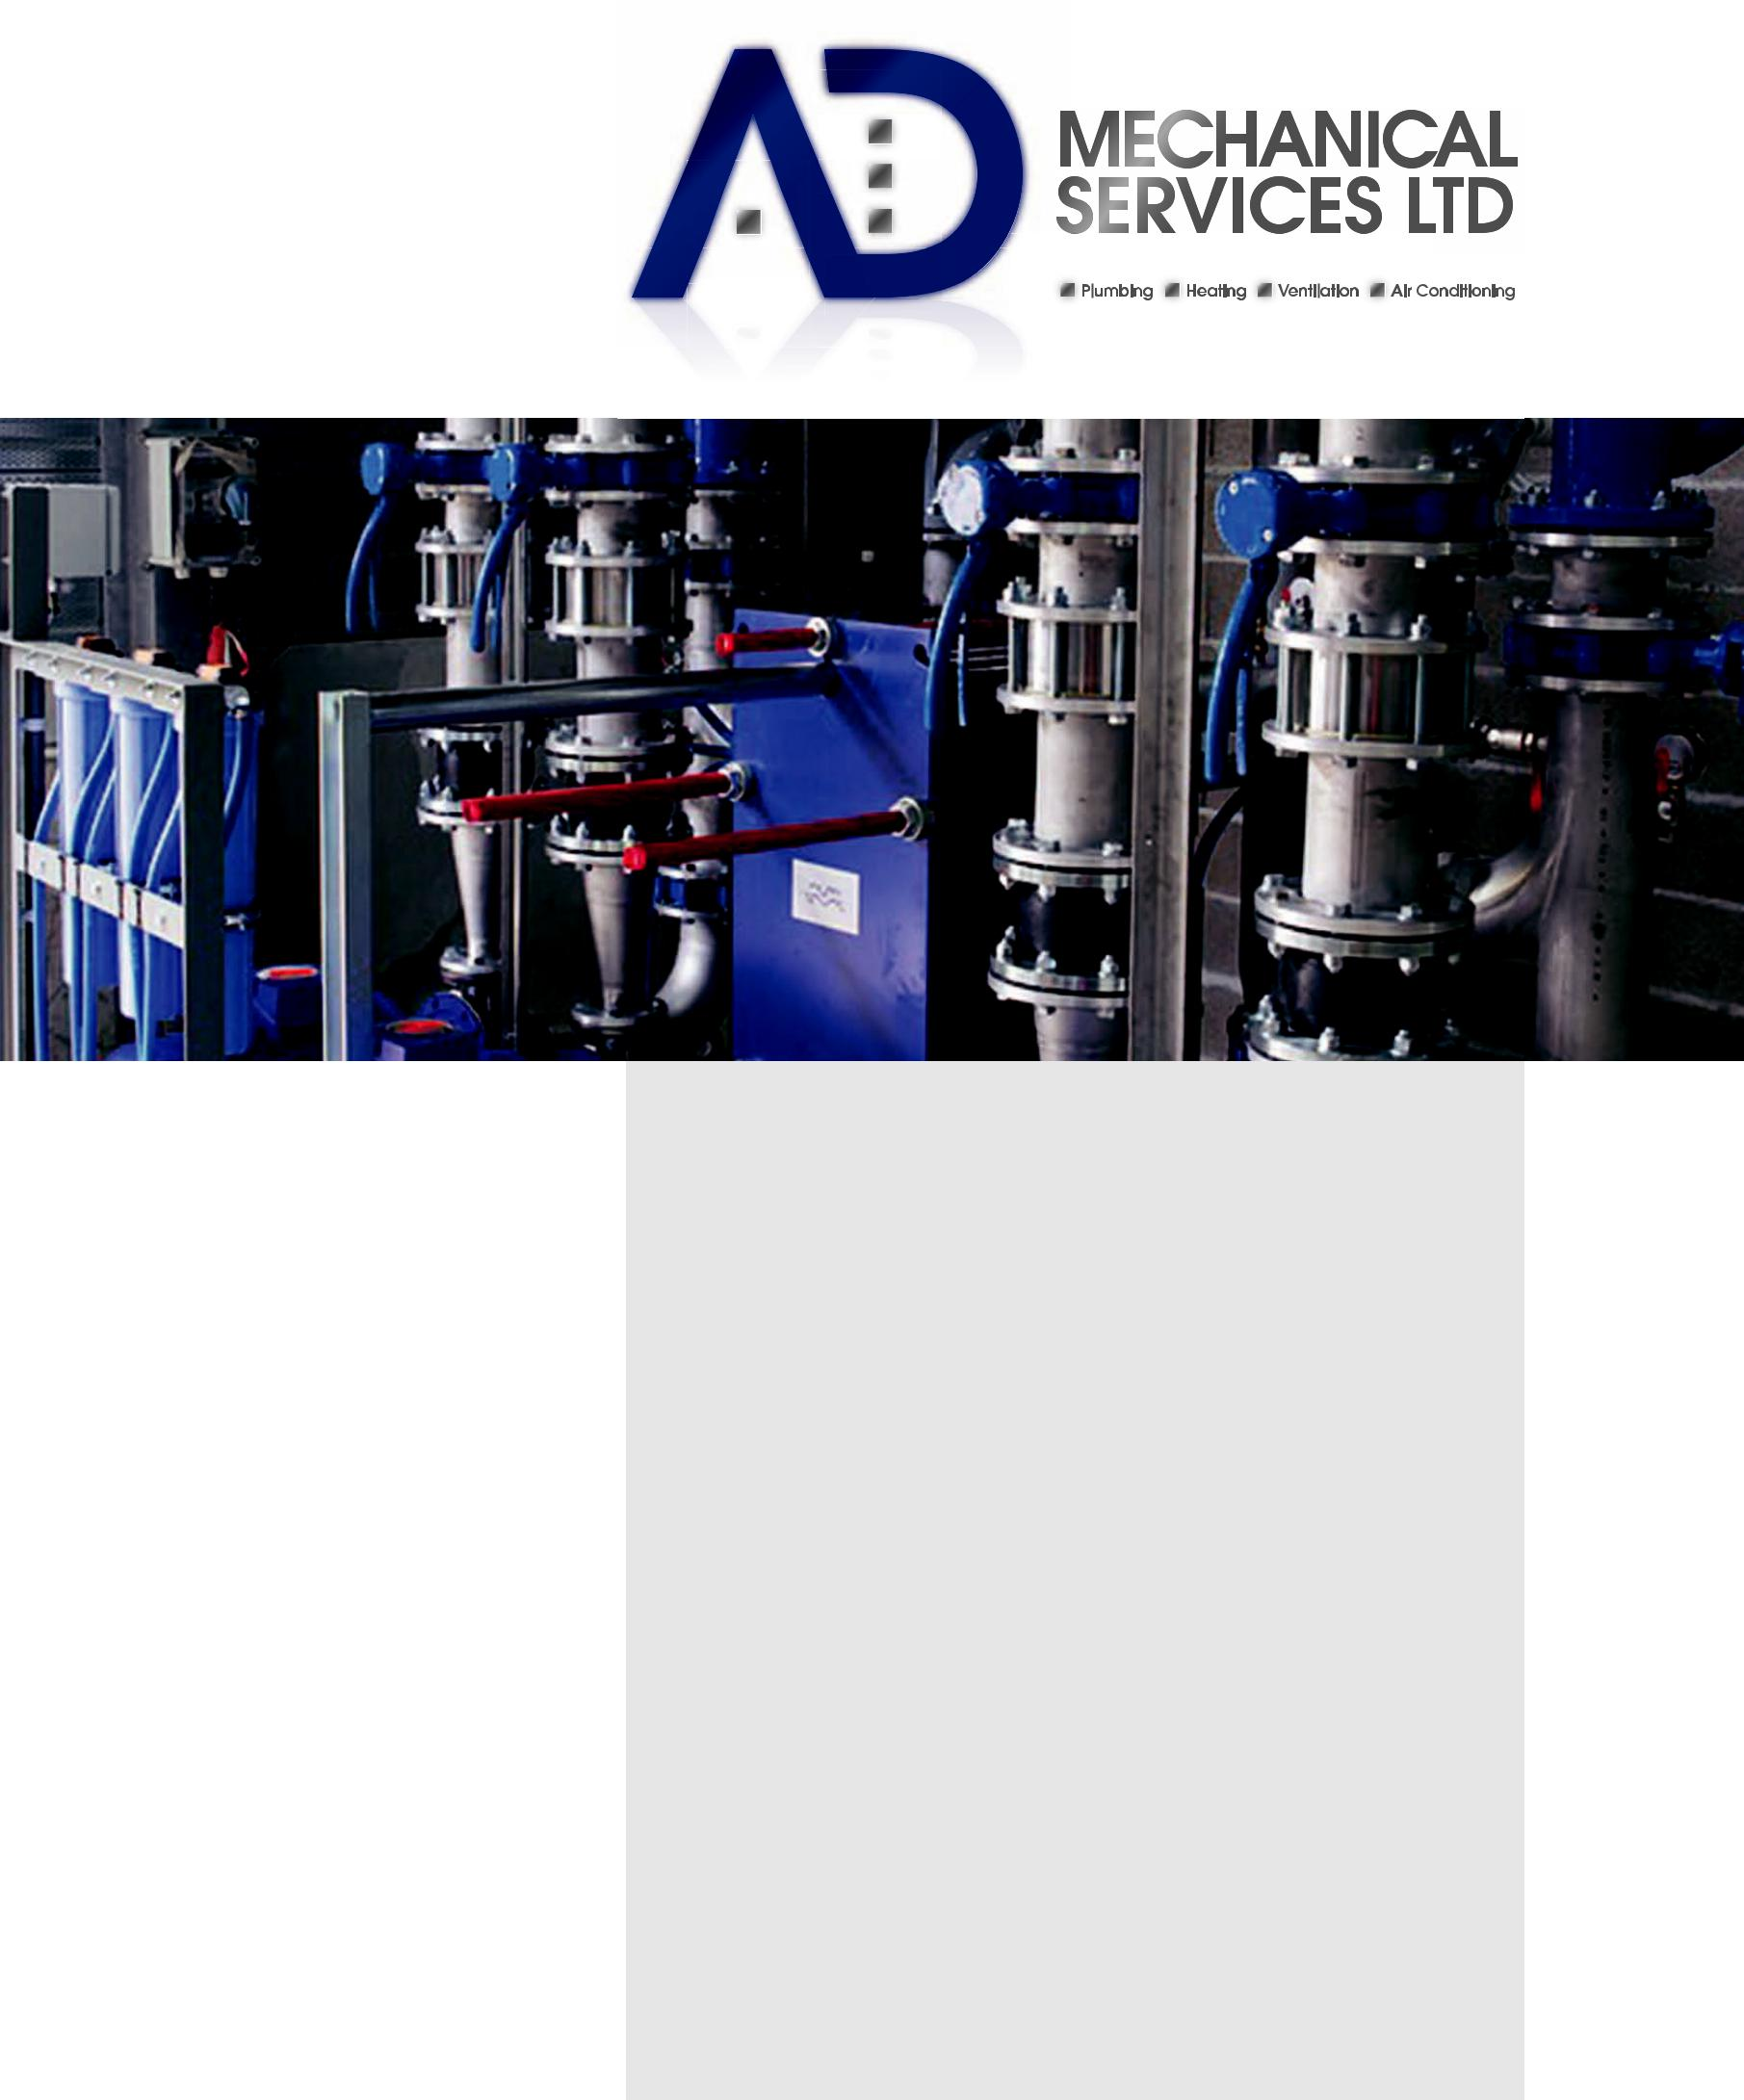 AD
MECHANICAL
SERVICES LTD
Plumbing Heating Ventilation Air Conditioning